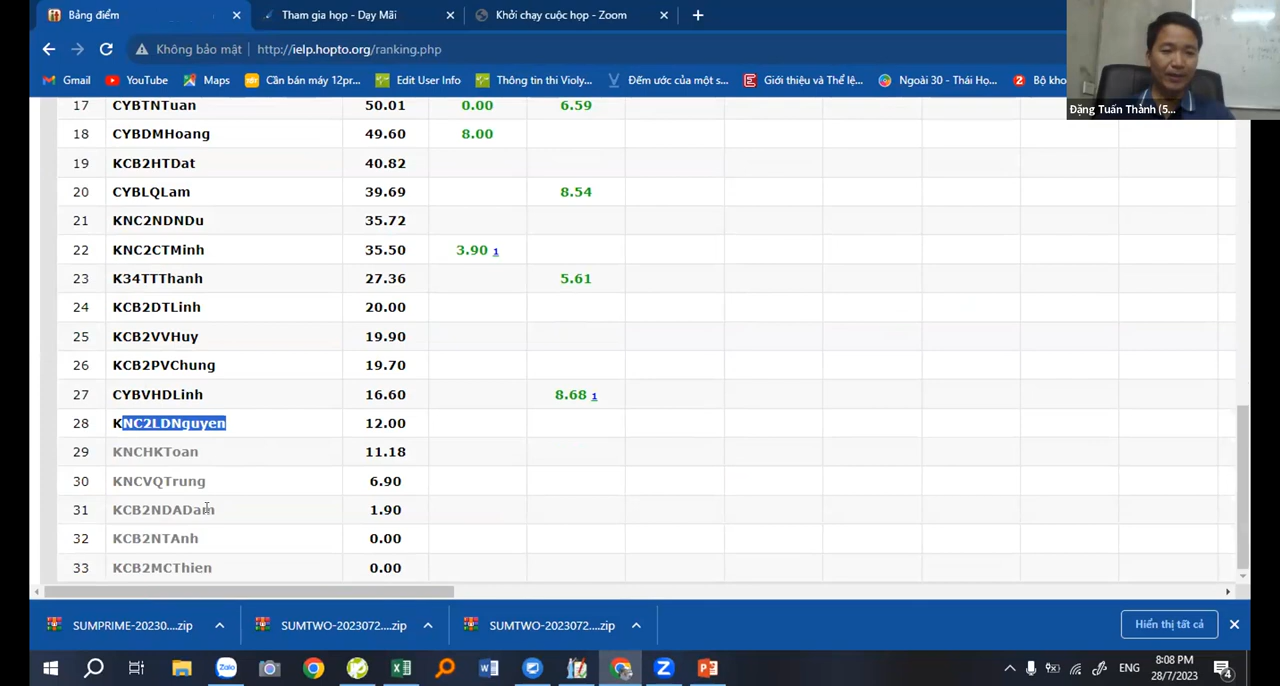 Bảng điểm
Tham gia họp - Dạy Mãi
Khởi chạy cuộc họp - Zoom
Không bảo mật
http://ielp.hopto.org/ranking.php
Gmail
YouTube
Maps
Cần bán máy 12pr...
Edit User Info
Thông tin thi Violy...
Đếm ước của một s...
Giới thiệu và Thể lệ...
Ngoài 30 - Thái Họ...
Bộ kho
Đặng Tuấn Thành (5...
17 CYBTNTuan 50.01 0.00 6.59
18 CYBDMHoang 49.60 8.00
19 KCB2HTDat 40.82
20 CYBLQLam 39.69 8.54
21 KNC2NDNDu 35.72
22 KNC2CTMinh 35.50 3.90 1
23 K34TTThanh 27.36 5.61
24 KCB2DTLinh 20.00
25 KCB2VVHuy 19.90
26 KCB2PVChung 19.70
27 CYBVHDLinh 16.60 8.68 1
28 KNC2LDNguyen 12.00
29 KNCHKToan 11.18
30 KNCVQTrung 6.90
31 KCB2NDADam 1.90
32 KCB2NTAnh 0.00
33 KCB2MCThien 0.00
SUMPRIME-20230....zip
SUMTWO-2023072....zip
SUMTWO-2023072....zip
Hiển thị tất cả
Zalo
ENG
8:08 PM
28/7/2023
4